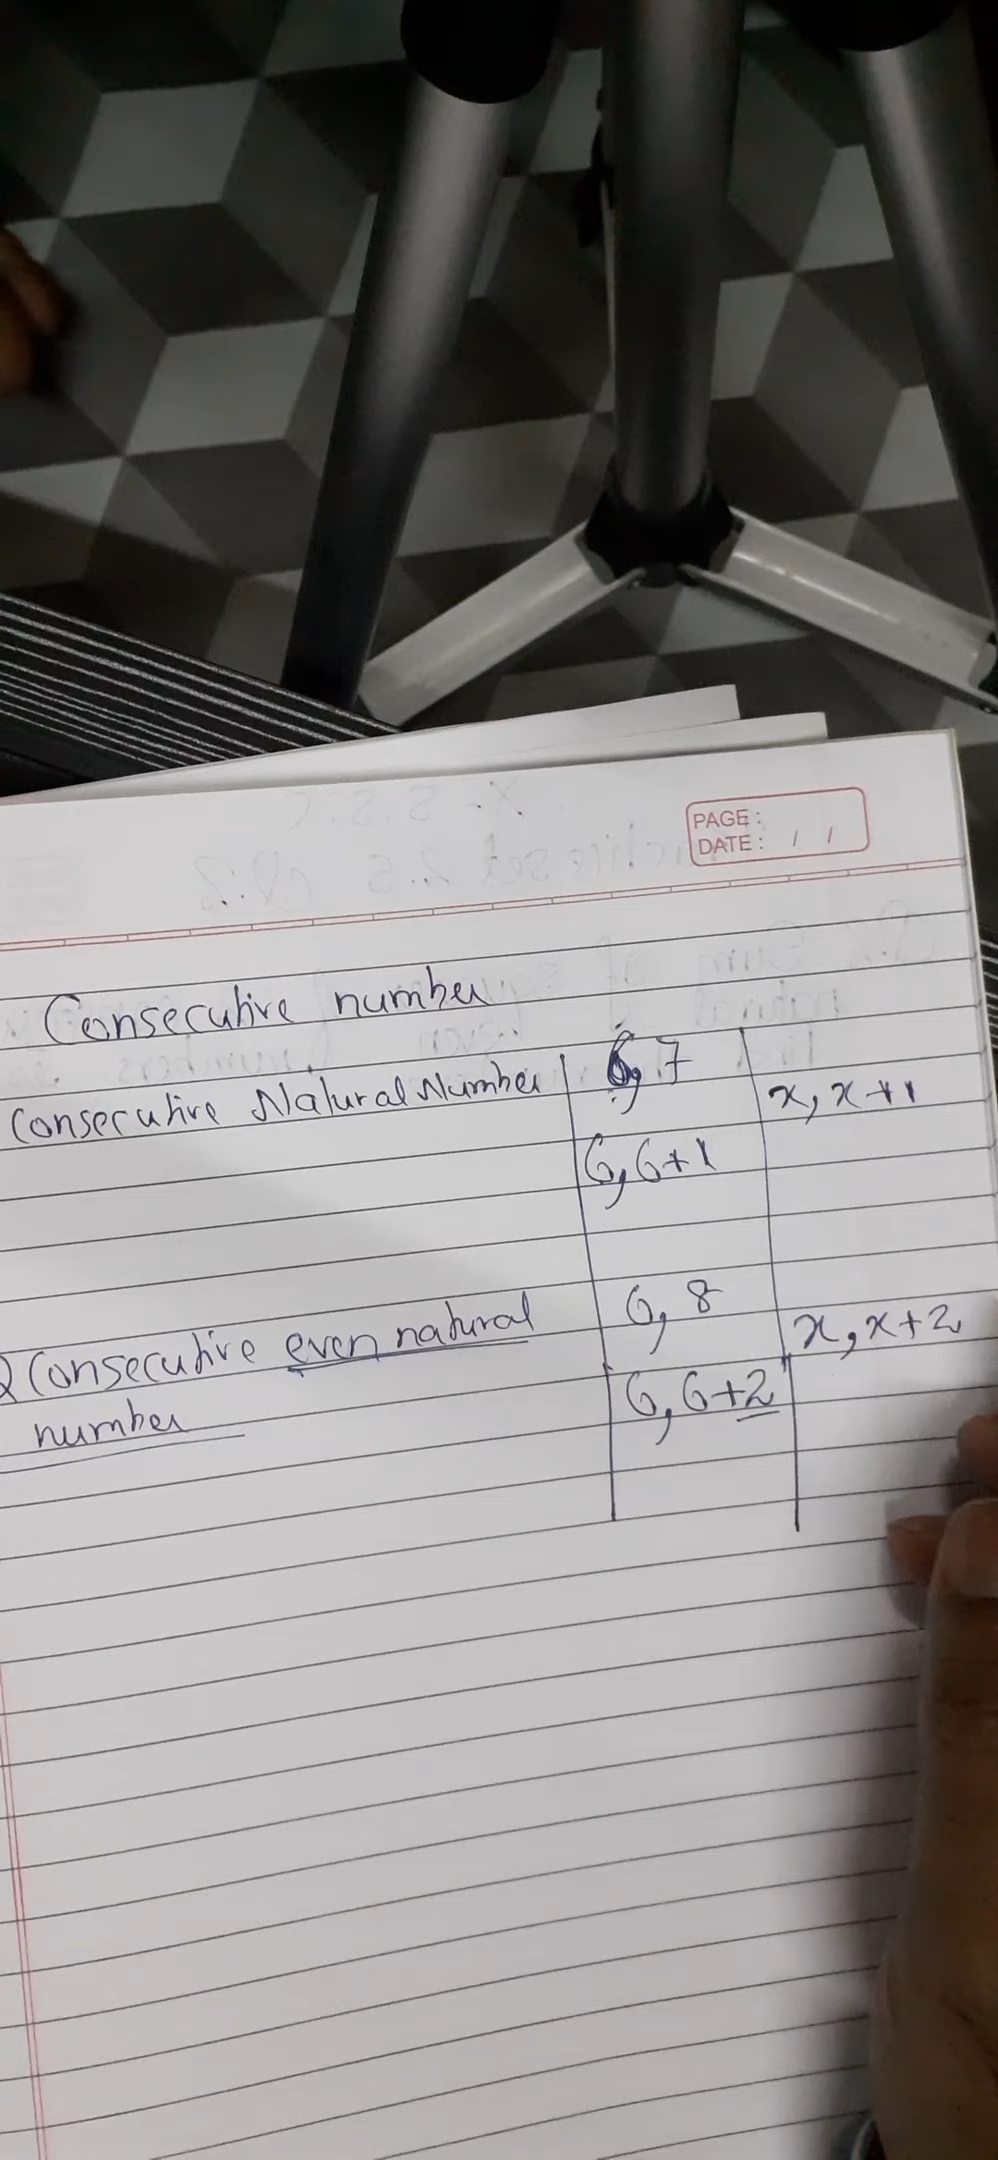 PAGE:
DATE: / /
Consecutive number
Consecutive Natural Number 6, 7 x, x+1
6, 6+1
2 Consecutive even natural 6, 8 x, x+2
number 6, 6+2